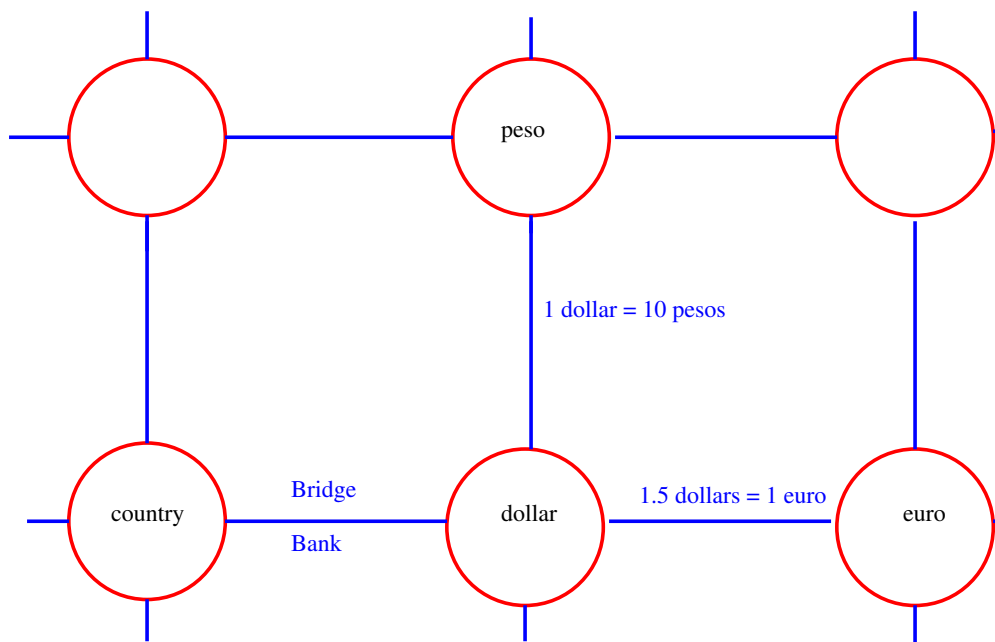 peso
1 dollar = 10 pesos
Bridge
Bank
1.5 dollars = 1 euro
country
dollar
euro